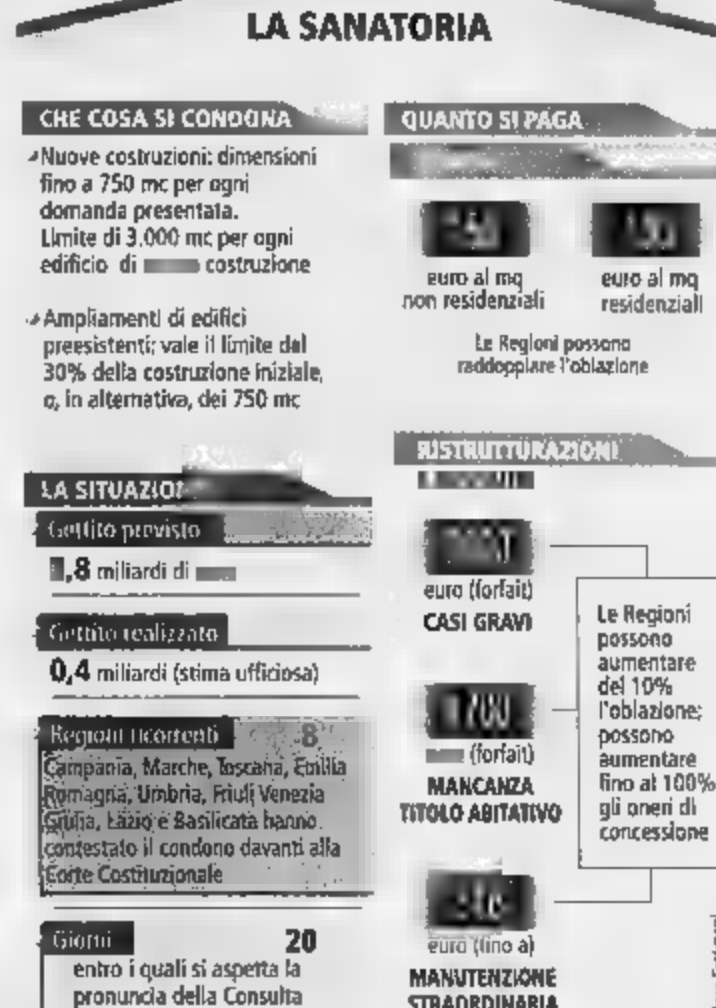 LA SANATORIA
CHE COSA SI CONDONA
Nuove costruzioni: dimensioni
fino a 750 mc per ogni
domanda presentata.
Limite di 3.000 mc per ogni
edificio di costruzione
Ampliamenti di edifici
preesistenti: vale il limite del
30% della costruzione iniziale,
o, in alternativa, dei 750 mc
LA SITUAZIO
Gettito previsto
,8 miliardi di
Gettito realizzato
0,4 miliardi (stima ufficiosa)
Regioni ricorrenti 8
Campania, Marche, Toscana, Emilia
Romagna, Umbria, Friuli Venezia
Giulia, Lazio e Basilicata hanno
contestato il condono davanti alla
Corte Costituzionale
Giorni 20
entro i quali si aspetta la
pronuncia della Consulta
QUANTO SI PAGA
euro al mq
non residenziali
euro al mq
residenziali
Le Regioni possono
raddoppiare l'oblazione
RISTRUTTURAZIONI
euro (forfait)
CASI GRAVI
(forfait)
MANCANZA
TITOLO ABITATIVO
euro (fino a)
MANUTENZIONE
STRAORDINARIA
Le Regioni
possono
aumentare
del 10%
l'oblazione;
possono
aumentare
fino al 100%
gli oneri di
concessione